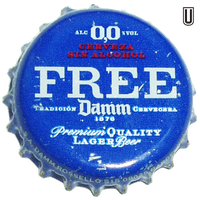 U
ALC 0,0 %VOL
CERVEZA
SIN ALCOHOL
FREE
TRADICIÓN Damm CERVECERA
1876
Premium QUALITY
LAGER Beer